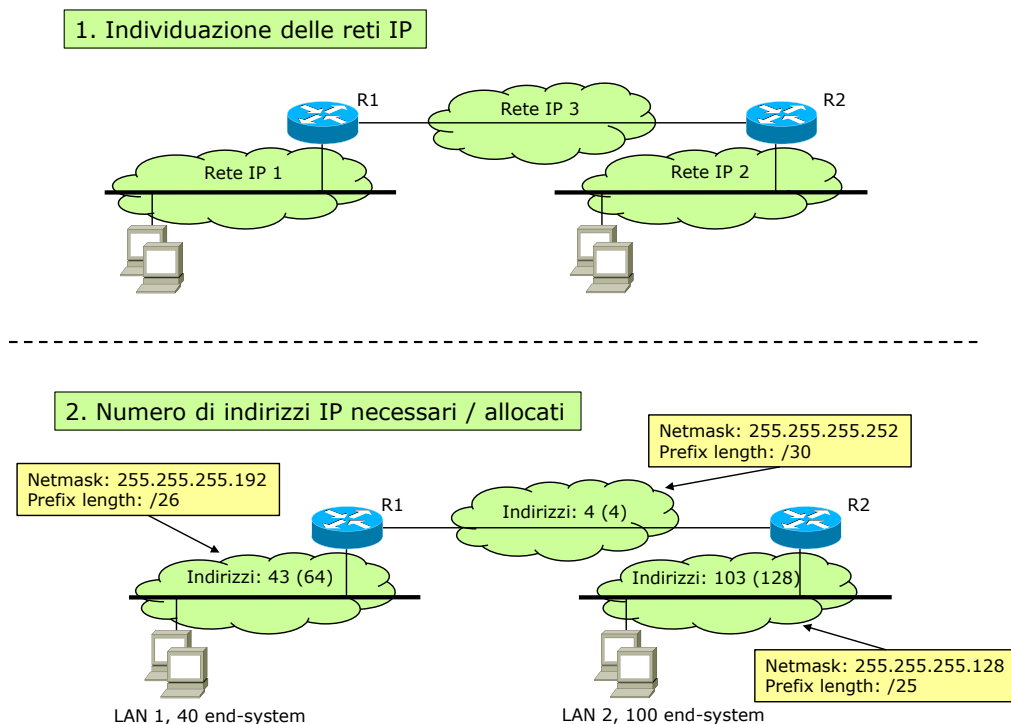 1. Individuazione delle reti IP
R1
Rete IP 3
R2
Rete IP 1
Rete IP 2
2. Numero di indirizzi IP necessari / allocati
Netmask: 255.255.255.252
Prefix length: /30
Netmask: 255.255.255.192
Prefix length: /26
R1
Indirizzi: 4 (4)
R2
Indirizzi: 43 (64)
Indirizzi: 103 (128)
Netmask: 255.255.255.128
Prefix length: /25
LAN 1, 40 end-system
LAN 2, 100 end-system